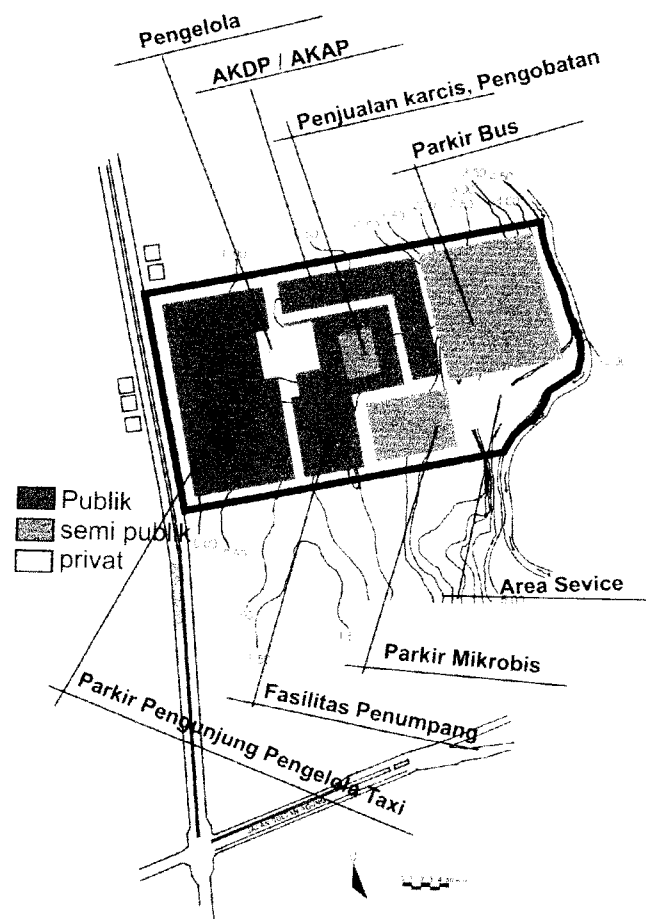 Pengelola
AKDP / AKAP
Penjualan karcis, Pengobatan
Parkir Bus
Publik
semi publik
privat
Area Sevice
Parkir Mikrobis
Fasilitas Penumpang
Parkir Pengunjung Pengelola Taxi